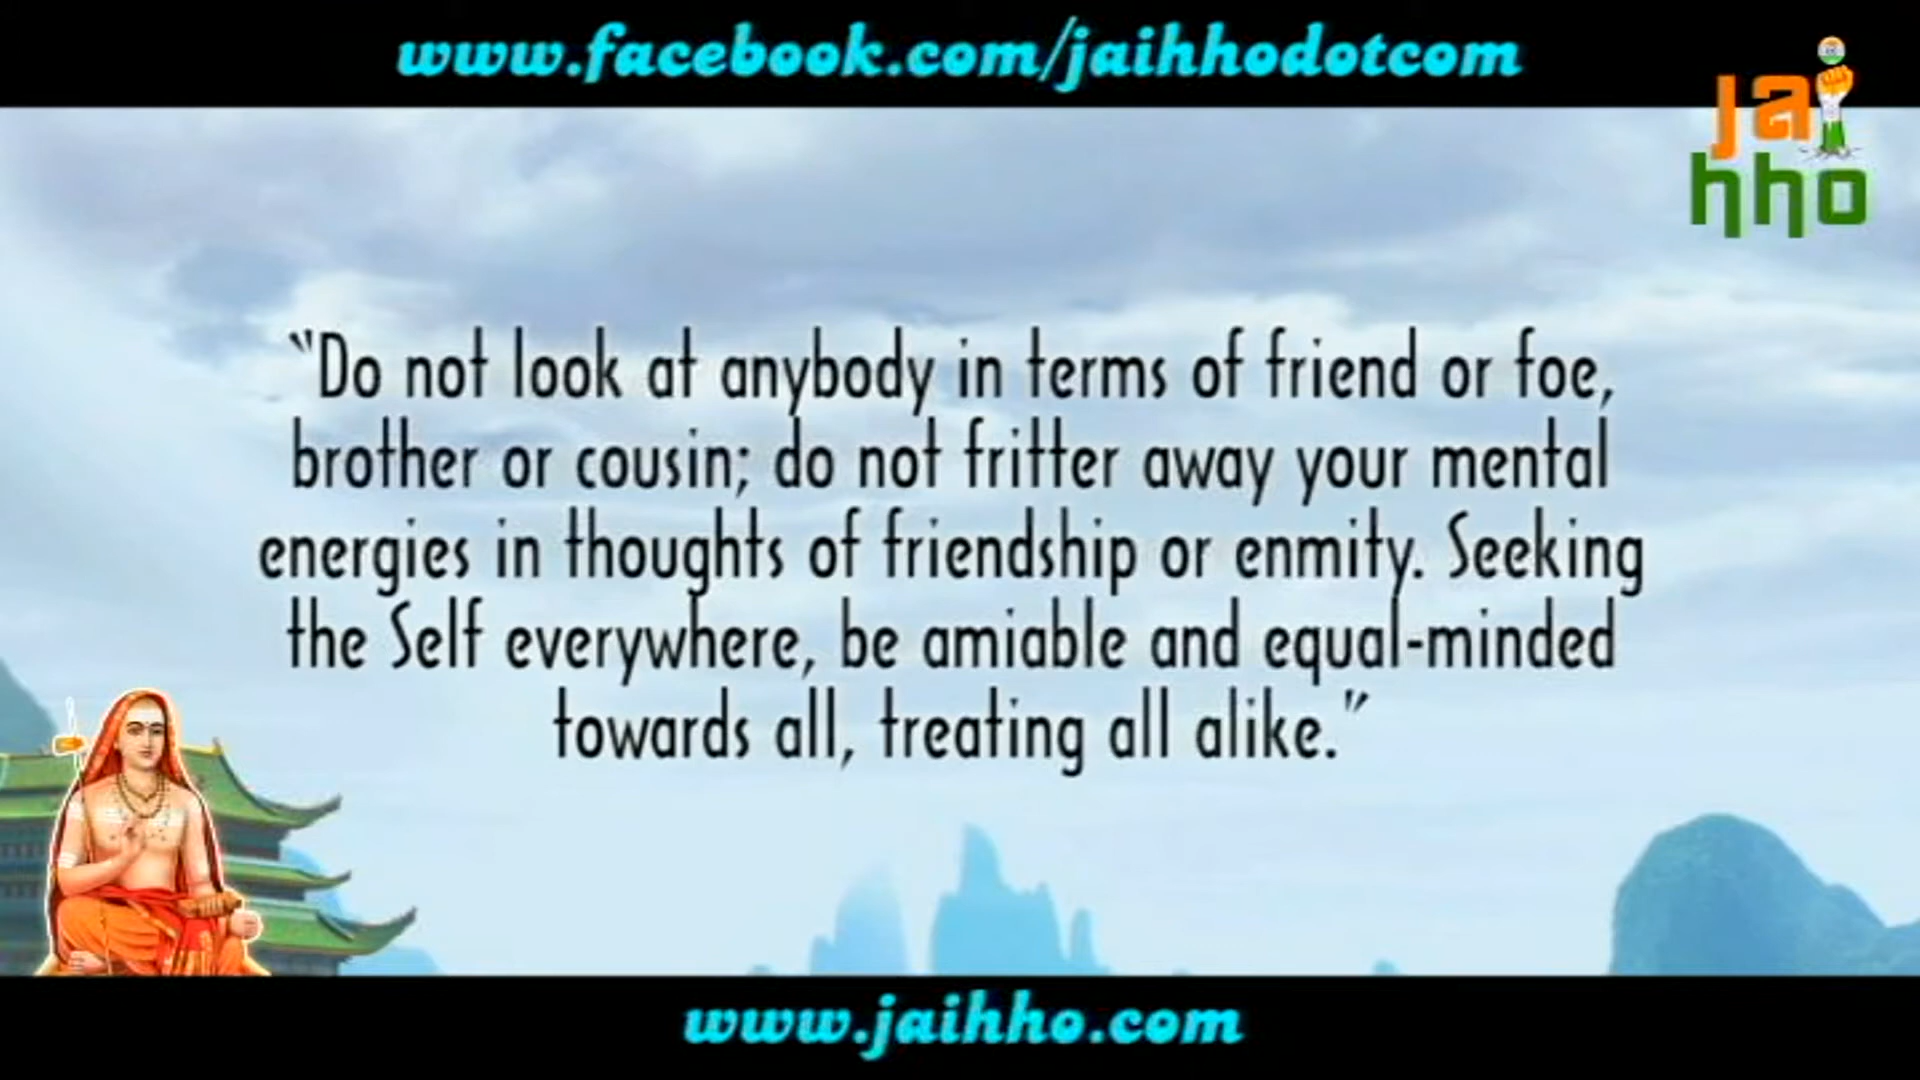 www.facebook.com/jaihhodotcom
jai
hho
“Do not look at anybody in terms of friend or foe,
brother or cousin; do not fritter away your mental
energies in thoughts of friendship or enmity. Seeking
the Self everywhere, be amiable and equal-minded
towards all, treating all alike.”
www.jaihho.com